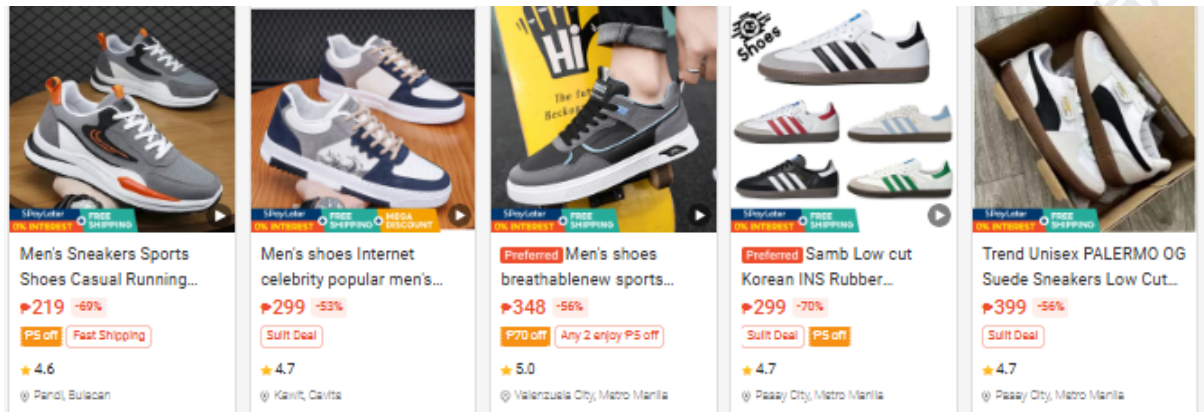 Hi
The fu
Becka
Shoes
SPayLater
0% INTEREST
FREE
SHIPPING
SPayLater
0% INTEREST
FREE
SHIPPING
MEGA
DISCOUNT
SPayLater
0% INTEREST
FREE
SHIPPING
SPayLater
0% INTEREST
FREE
SHIPPING
SPayLater
0% INTEREST
FREE
SHIPPING
Men's Sneakers Sports
Shoes Casual Running...
₱219 -69%
₱5 off Fast Shipping
4.6
Pandi, Bulacan
Men's shoes Internet
celebrity popular men's...
₱299 -53%
Sulit Deal
4.7
Kawit, Cavite
Preferred Men's shoes
breathablenew sports...
₱348 -56%
₱70 off Any 2 enjoy ₱5 off
5.0
Valenzuela City, Metro Manila
Preferred Samb Low cut
Korean INS Rubber...
₱299 -70%
Sulit Deal ₱5 off
4.7
Pasay City, Metro Manila
Trend Unisex PALERMO OG
Suede Sneakers Low Cut...
₱399 -56%
Sulit Deal
4.7
Pasay City, Metro Manila